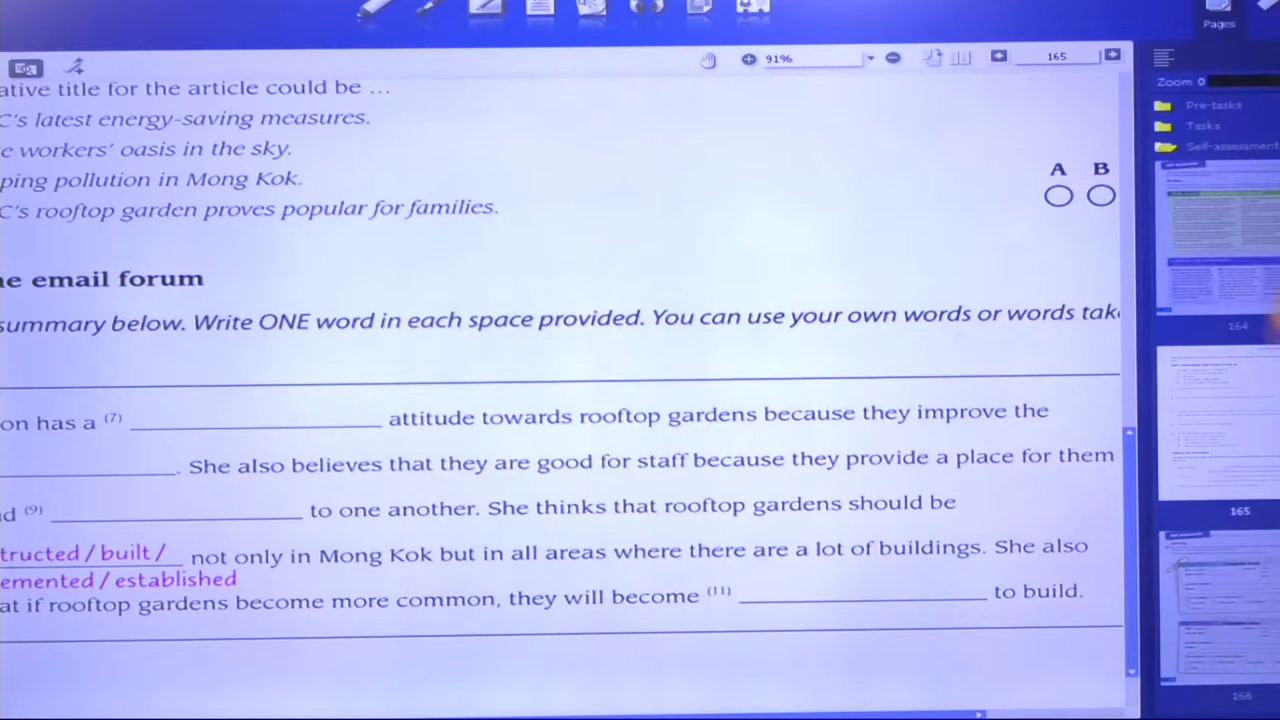 Pages
91%
165
Zoom 0
Pre-tasks
Tasks
Self-assessment
ative title for the article could be ...
C's latest energy-saving measures.
e workers' oasis in the sky.
ping pollution in Mong Kok.
C's rooftop garden proves popular for families.
A B
e email forum
summary below. Write ONE word in each space provided. You can use your own words or words tak
on has a (7) attitude towards rooftop gardens because they improve the
. She also believes that they are good for staff because they provide a place for them
d (9) to one another. She thinks that rooftop gardens should be
tructed / built / not only in Mong Kok but in all areas where there are a lot of buildings. She also
emented / established
at if rooftop gardens become more common, they will become (11) to build.
164
165
166